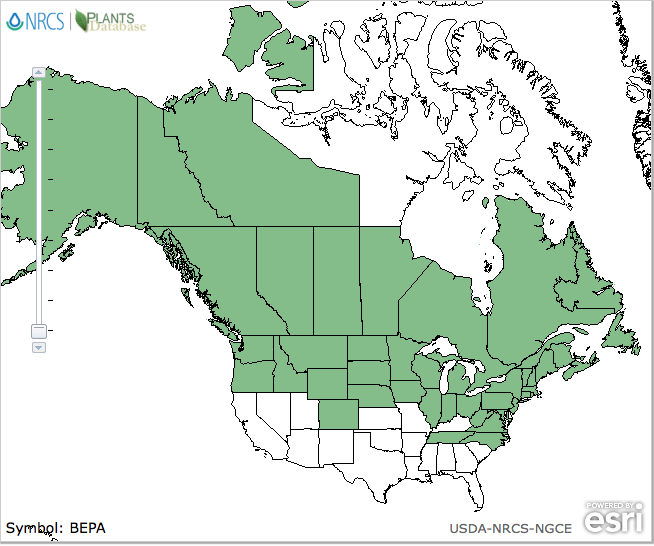 NRCS PLANTS
Database
Symbol: BEPA
POWERED BY
esri
USDA-NRCS-NGCE